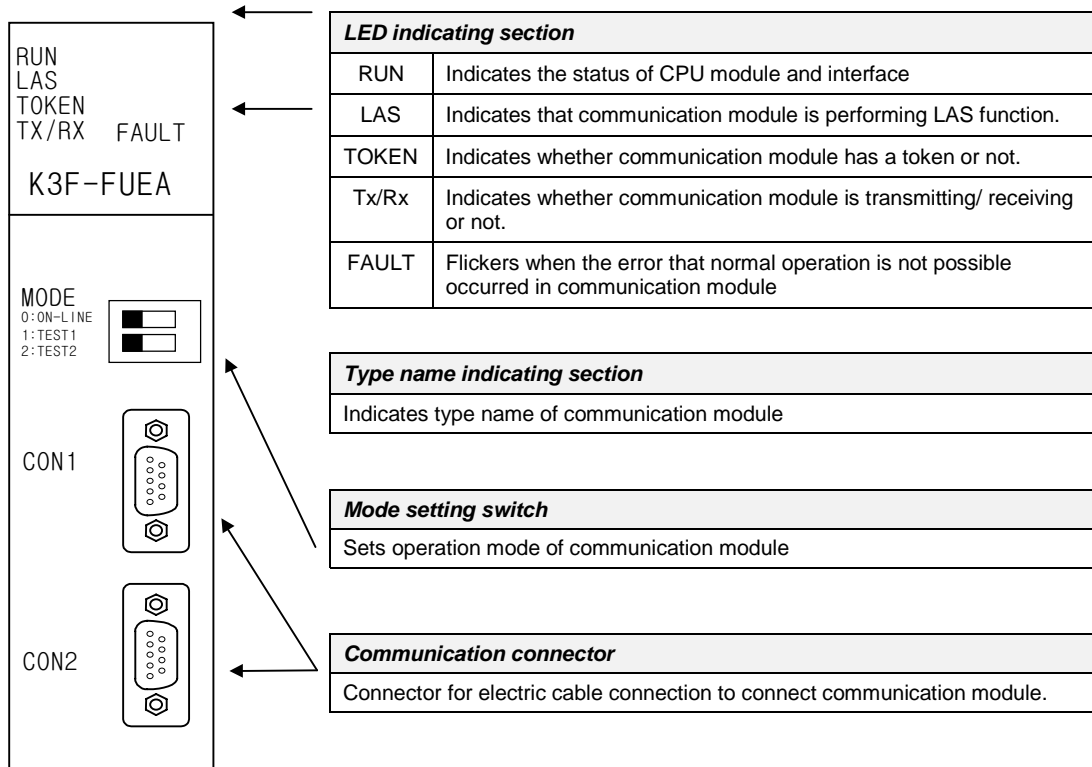 RUN
LAS
TOKEN
TX/RX FAULT
K3F-FUEA
MODE
0:ON-LINE
1:TEST1
2:TEST2
CON1
CON2
LED indicating section
RUN Indicates the status of CPU module and interface
LAS Indicates that communication module is performing LAS function.
TOKEN Indicates whether communication module has a token or not.
Tx/Rx Indicates whether communication module is transmitting/ receiving
or not.
FAULT Flickers when the error that normal operation is not possible
occurred in communication module
Type name indicating section
Indicates type name of communication module
Mode setting switch
Sets operation mode of communication module
Communication connector
Connector for electric cable connection to connect communication module.